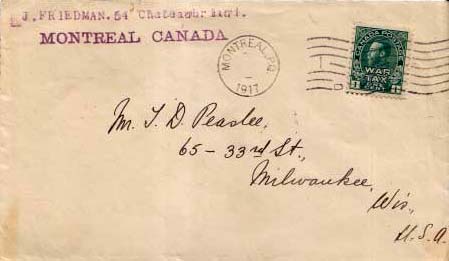 J. FRIEDMAN. 54
MONTREAL CANADA
MONTREAL, P.Q.
1917
CANADA POSTAGE
WAR
TAX
Mr. I. D. Peaslee,
65 - 33rd St.,
Milwaukee,
Wis,
U.S.A.